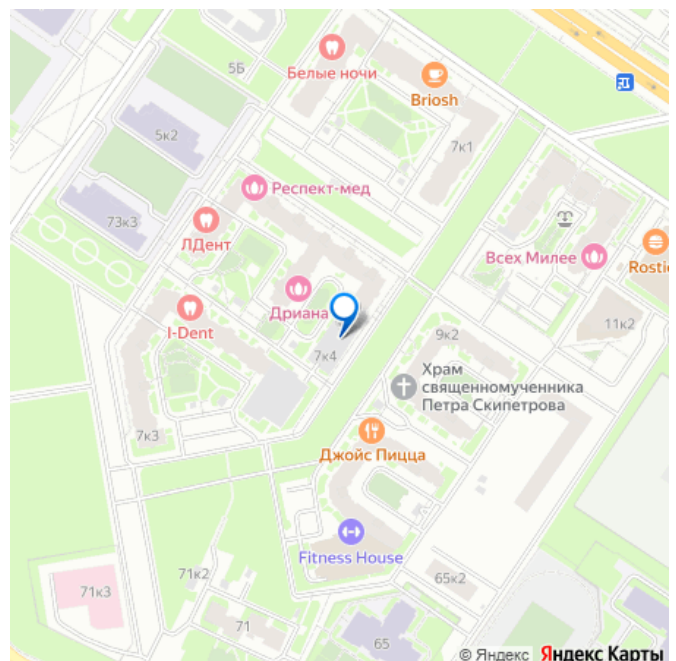 5Б
Белые ночи
Briosh
5к2
7к1
Респект-мед
73к3
ЛДент
Всех Милее
Rostic
Дриана
I-Dent
11к2
9к2
7к4
Храм
священномученника
Петра Скипетрова
7к3
Джойс Пицца
Fitness House
71к2
65к2
71к3
71
65
© Яндекс Яндекс Карты